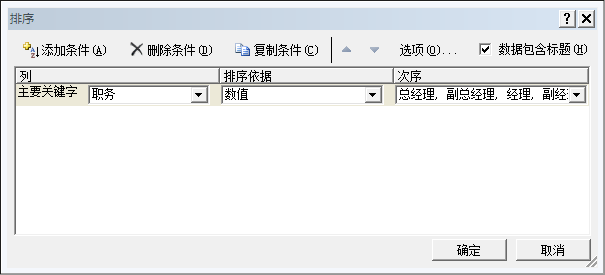 排序
添加条件(A) 删除条件(D) 复制条件(C) 选项(O)... 数据包含标题(H)
列 排序依据 次序
主要关键字 职务 数值 总经理, 副总经理, 经理, 副经
确定 取消